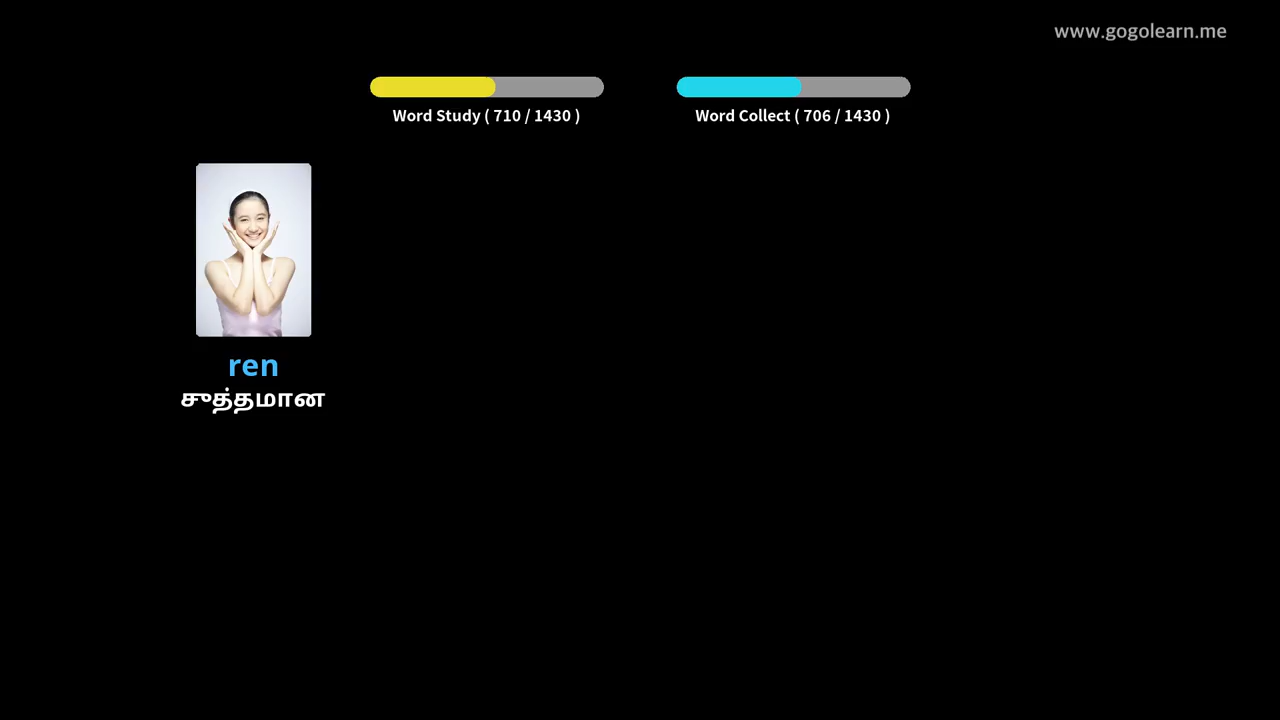 www.gogolearn.me
Word Study ( 710 / 1430 )
Word Collect ( 706 / 1430 )
ren
சுத்தமான